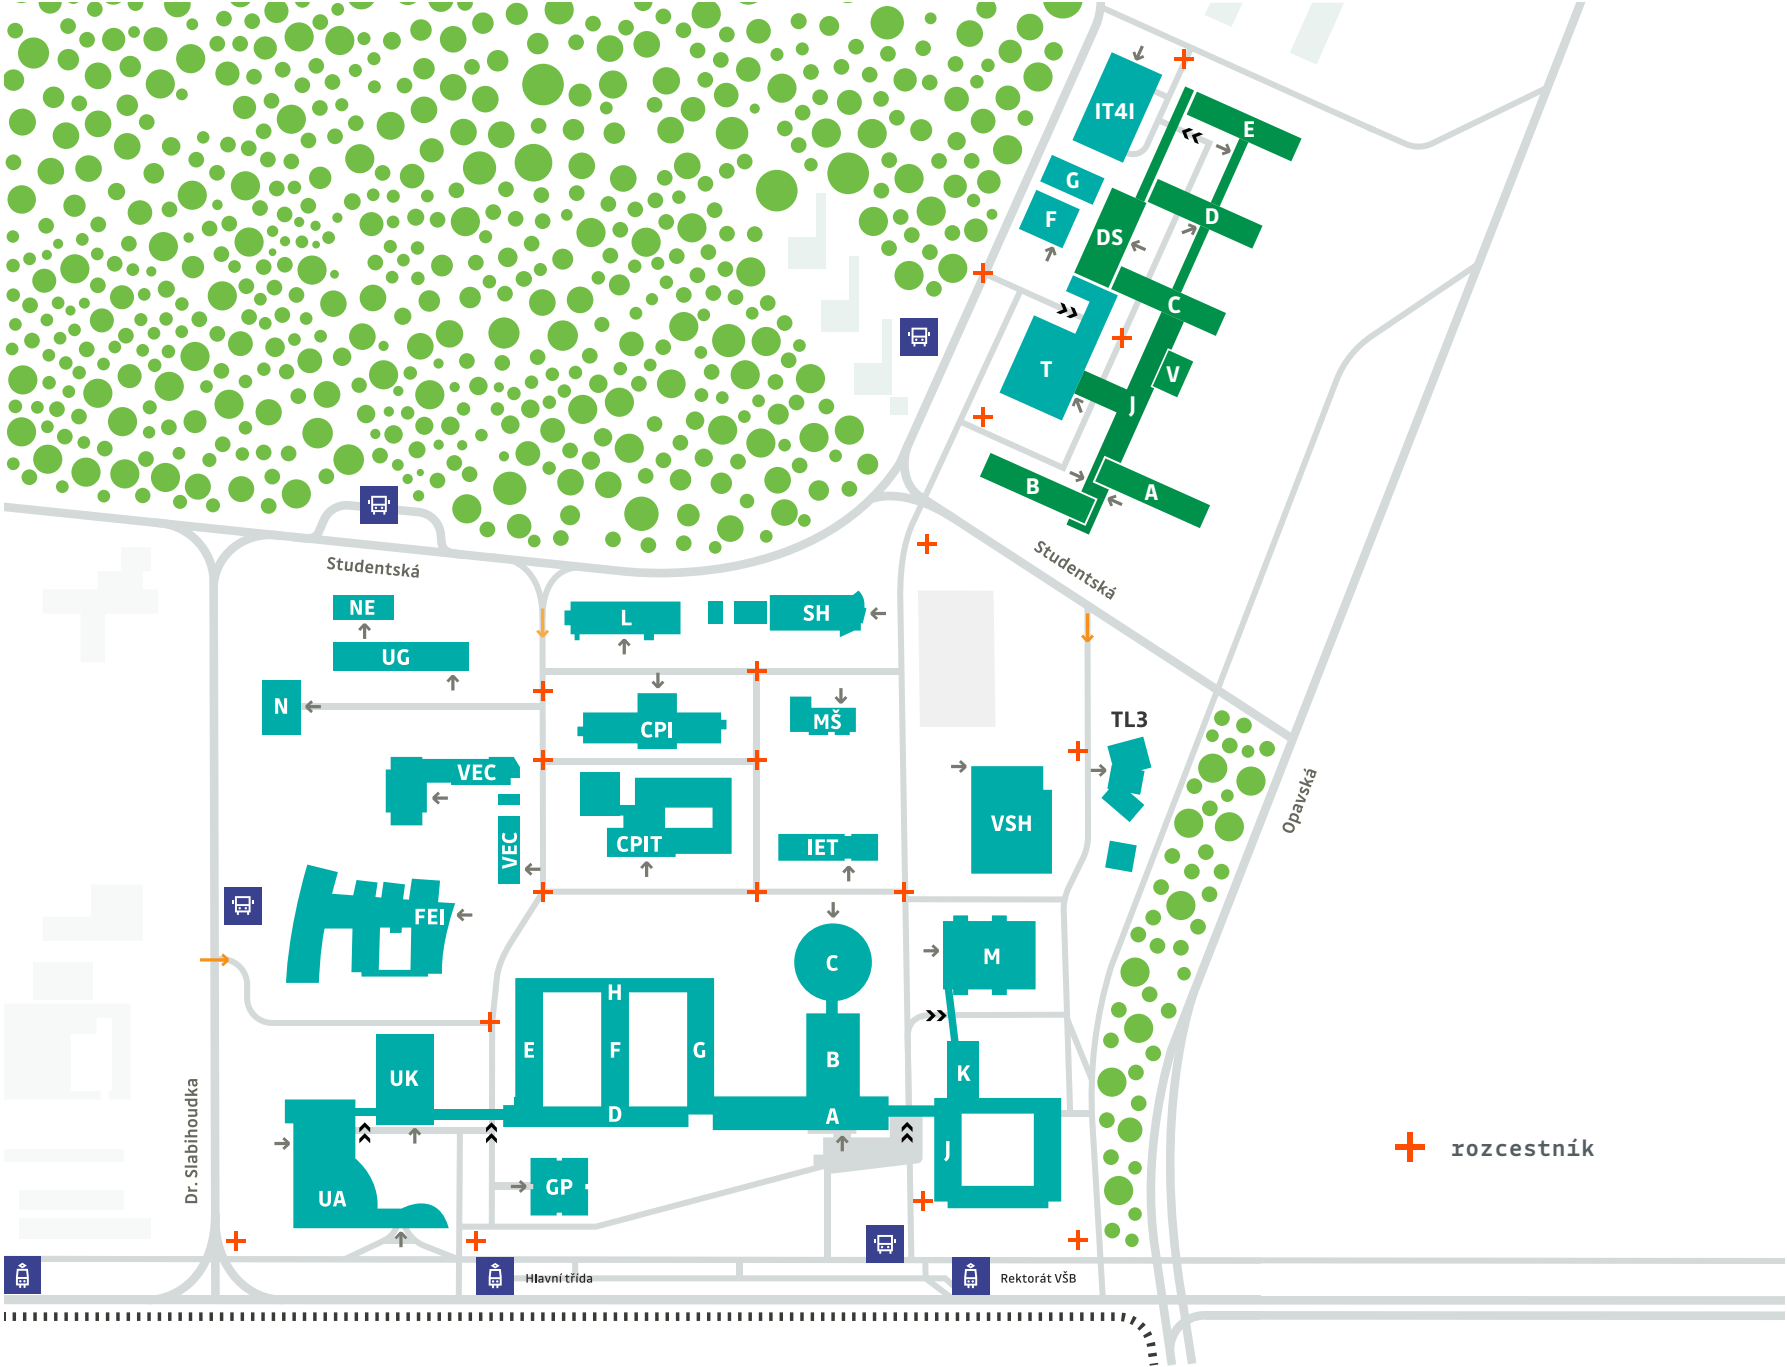 IT4I
E
G
F
D
DS
C
T
V
J
B
A
Studentská
Studentská
NE
L
SH
UG
N
CPI
MŠ
TL3
VEC
VEC
CPIT
IET
VSH
Opavská
FEI
C
M
H
E
F
G
B
UK
K
D
A
J
Dr. Slabihoudka
UA
GP
rozcestník
Hlavní třída
Rektorát VŠB